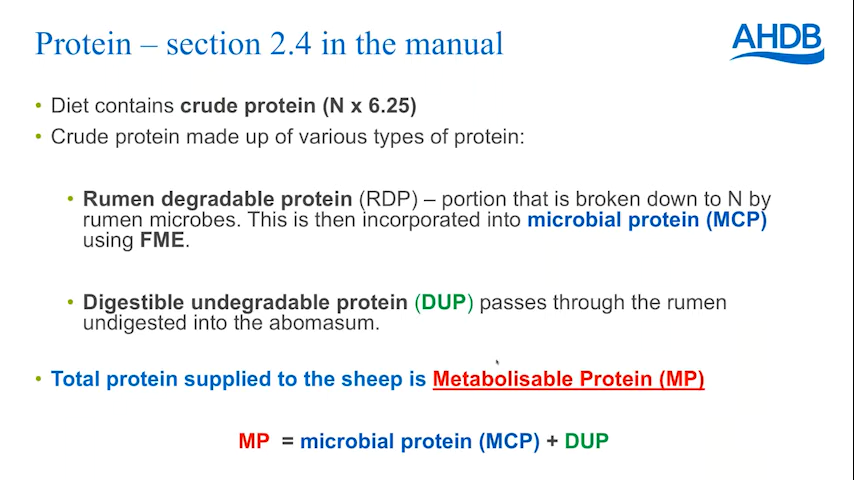 Protein – section 2.4 in the manual
AHDB
• Diet contains crude protein (N x 6.25)
• Crude protein made up of various types of protein:
• Rumen degradable protein (RDP) – portion that is broken down to N by
rumen microbes. This is then incorporated into microbial protein (MCP)
using FME.
• Digestible undegradable protein (DUP) passes through the rumen
undigested into the abomasum.
• Total protein supplied to the sheep is Metabolisable Protein (MP)
MP = microbial protein (MCP) + DUP